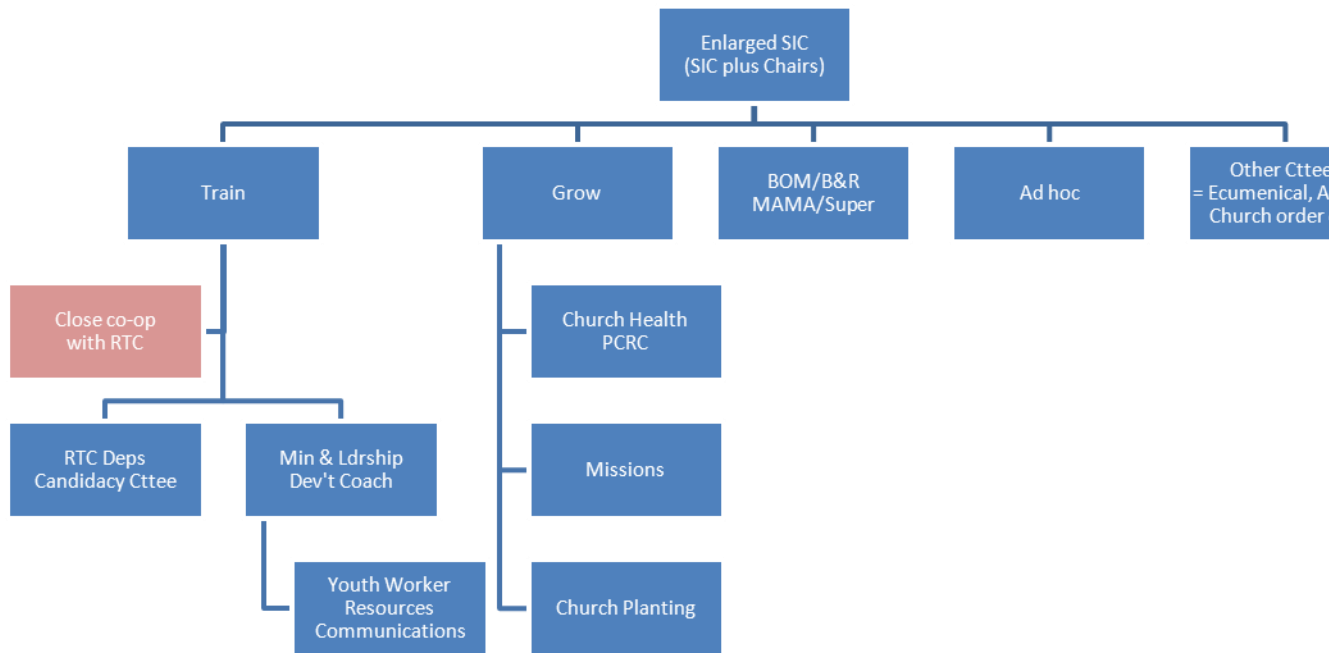 Enlarged SIC
(SIC plus Chairs)
Train
Grow
BOM/B&R
MAMA/Super
Ad hoc
Other Cttee
= Ecumenical,
Church order
Close co-op
with RTC
Church Health
PCRC
RTC Deps
Candidacy Cttee
Min & Ldrship
Dev't Coach
Missions
Youth Worker
Resources
Communications
Church Planting